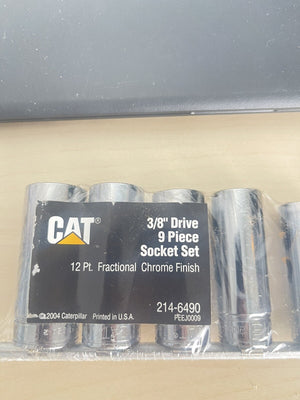 CAT®
3/8" Drive
9 Piece
Socket Set
12 Pt. Fractional Chrome Finish
214-6490
©2004 Caterpillar Printed in U.S.A.
PEEJ0009